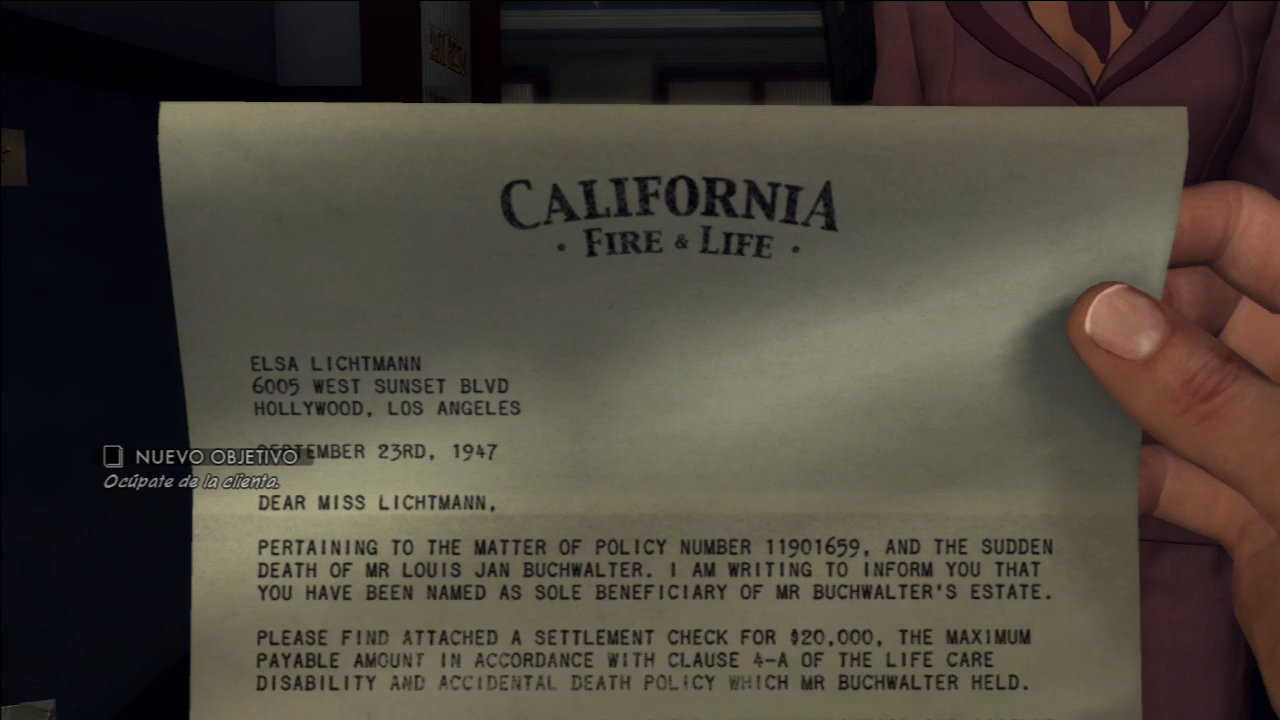 CALIFORNIA
· FIRE & LIFE ·
ELSA LICHTMANN
6005 WEST SUNSET BLVD
HOLLYWOOD, LOS ANGELES
SEPTEMBER 23RD, 1947
NUEVO OBJETIVO
Ocúpate de la clienta.
DEAR MISS LICHTMANN,
PERTAINING TO THE MATTER OF POLICY NUMBER 11901659, AND THE SUDDEN
DEATH OF MR LOUIS JAN BUCHWALTER. I AM WRITING TO INFORM YOU THAT
YOU HAVE BEEN NAMED AS SOLE BENEFICIARY OF MR BUCHWALTER'S ESTATE.
PLEASE FIND ATTACHED A SETTLEMENT CHECK FOR $20,000, THE MAXIMUM
PAYABLE AMOUNT IN ACCORDANCE WITH CLAUSE 4-A OF THE LIFE CARE
DISABILITY AND ACCIDENTAL DEATH POLICY WHICH MR BUCHWALTER HELD.